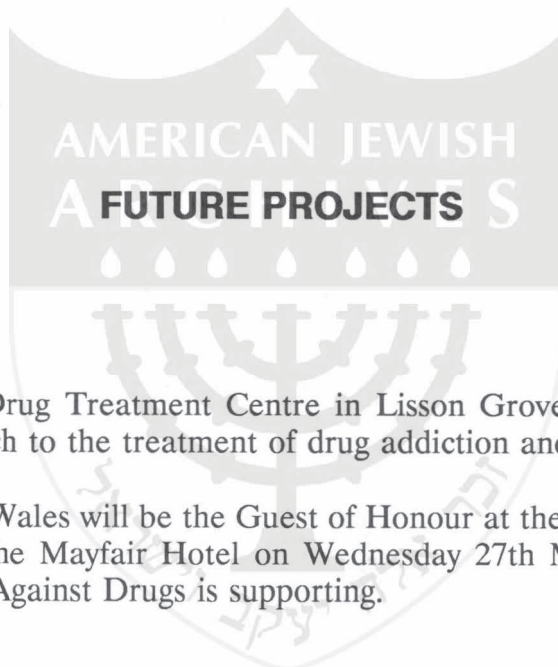 AMERICAN JEWISH
ARCHIVES
FUTURE PROJECTS
Drug Treatment Centre in Lisson Grove
to the treatment of drug addiction and
Wales will be the Guest of Honour at the
Mayfair Hotel on Wednesday 27th
Against Drugs is supporting.